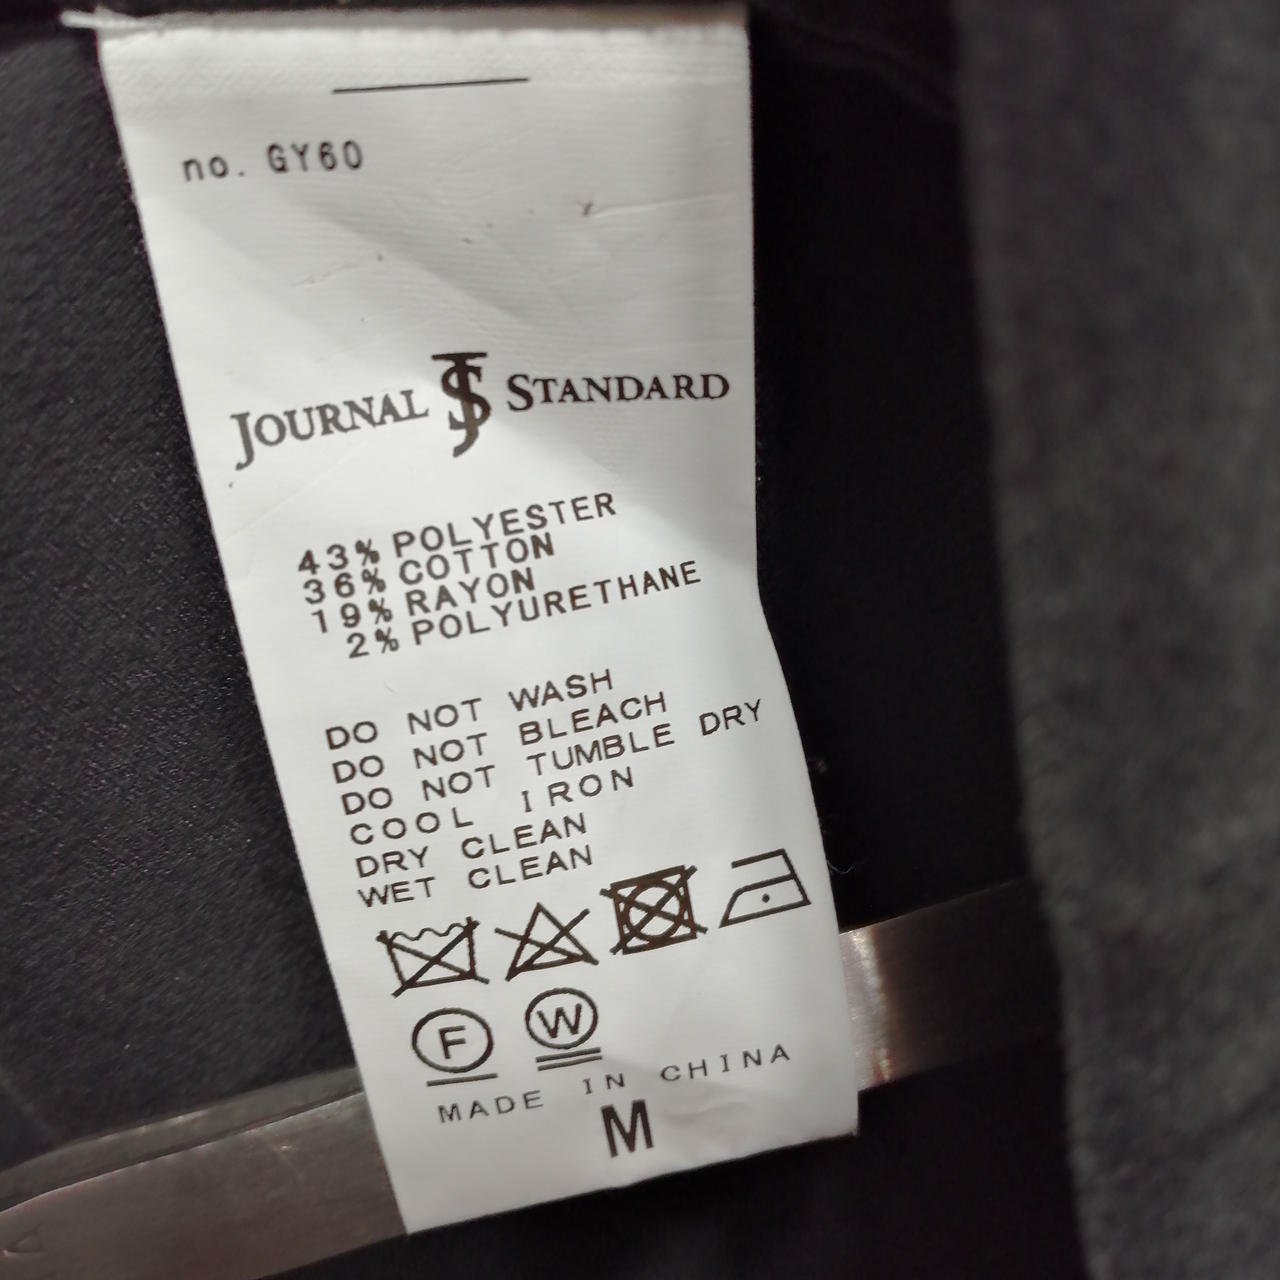 no. GY60
JOURNAL JS STANDARD
43% POLYESTER
36% COTTON
19% RAYON
2% POLYURETHANE
DO NOT WASH
DO NOT BLEACH
DO NOT TUMBLE DRY
COOL IRON
DRY CLEAN
WET CLEAN
F W
MADE IN CHINA
M